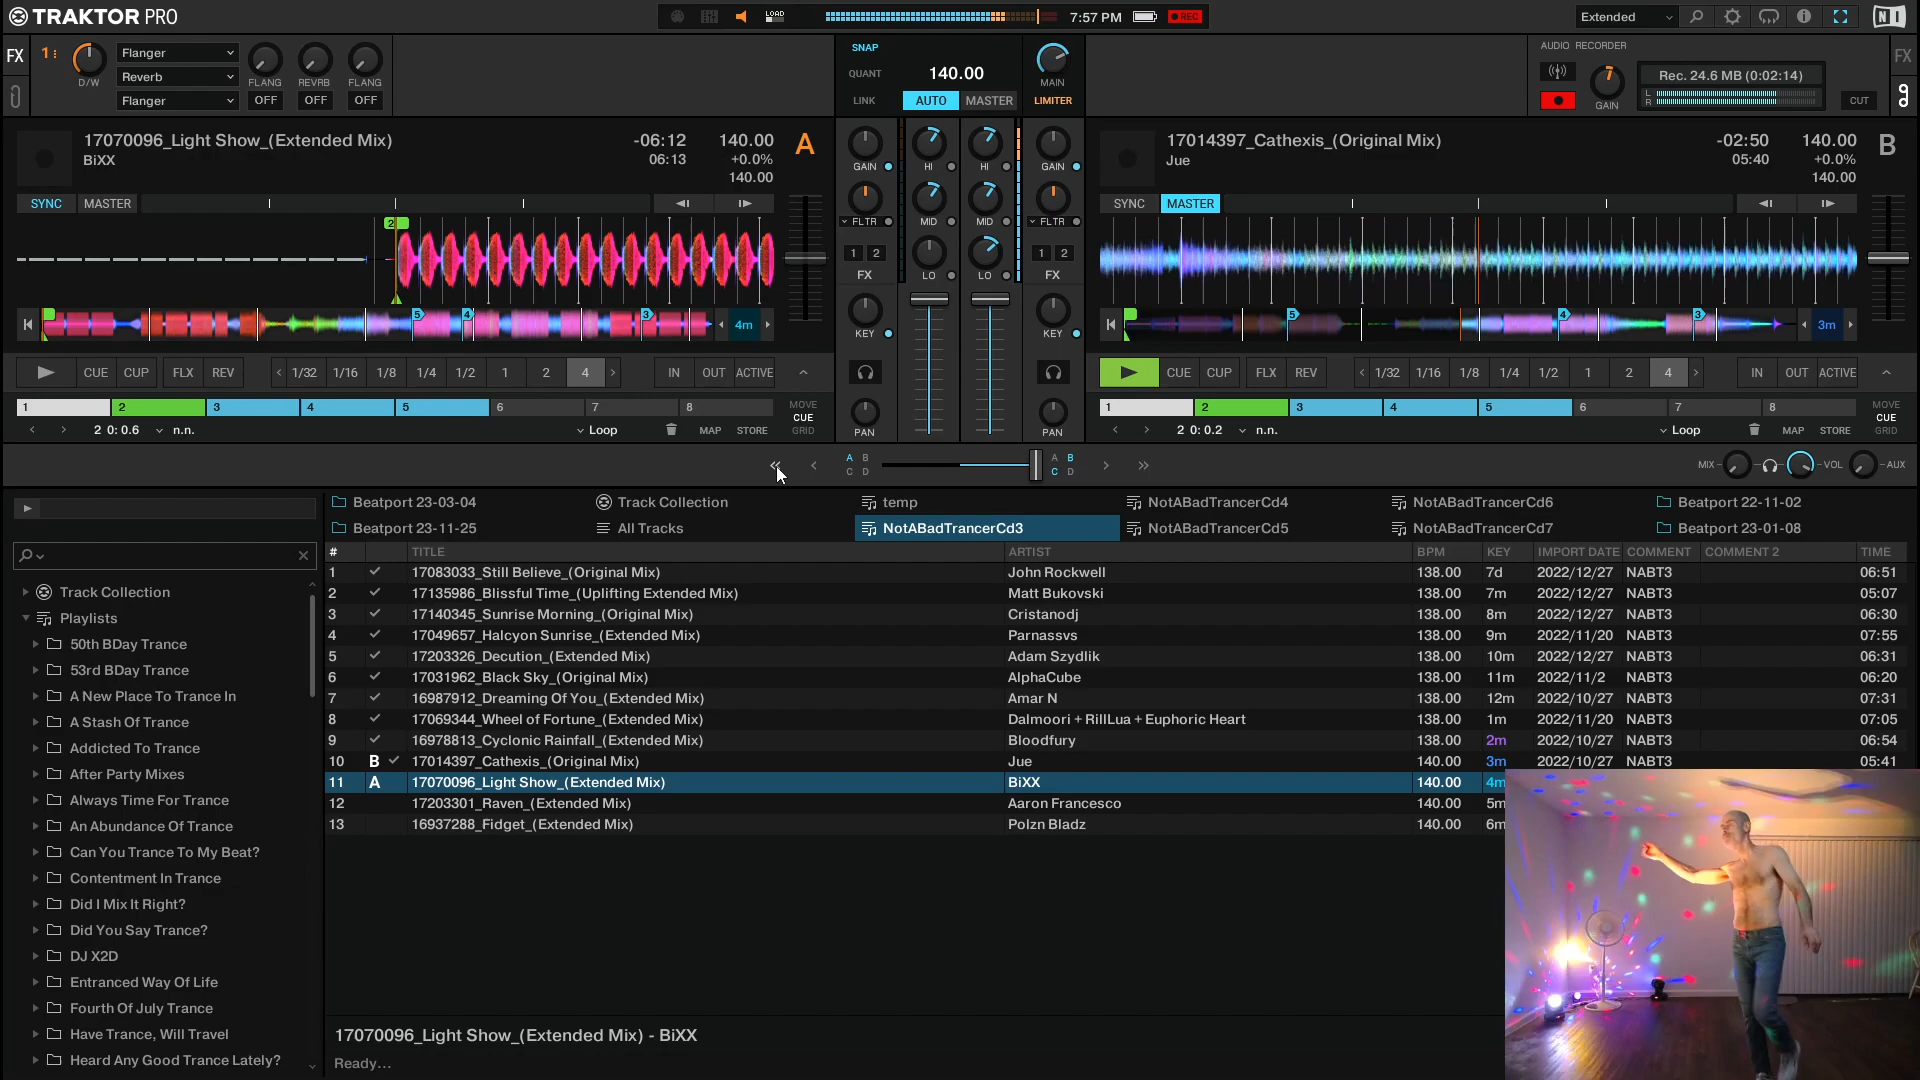 TRAKTOR PRO
LOAD
7:57 PM
REC
Extended
FX
1
D/W
Flanger
Reverb
Flanger
FLANG
REVRB
FLANG
OFF
OFF
OFF
SNAP
QUANT
LINK
140.00
AUTO
MASTER
MAIN
LIMITER
AUDIO RECORDER
GAIN
Rec. 24.6 MB (0:02:14)
L
R
CUT
FX
17070096_Light Show_(Extended Mix)
BiXX
-06:12
06:13
140.00
+0.0%
140.00
A
SYNC
MASTER
2
5
4
3
4m
CUE
CUP
FLX
REV
1/32
1/16
1/8
1/4
1/2
1
2
4
IN
OUT
ACTIVE
1
2
3
4
5
6
7
8
MOVE
CUE
GRID
2 0: 0.6
n.n.
Loop
MAP
STORE
GAIN
HI
HI
GAIN
FLTR
MID
MID
FLTR
1 2
FX
LO
LO
1 2
FX
KEY
KEY
PAN
PAN
17014397_Cathexis_(Original Mix)
Jue
-02:50
05:40
140.00
+0.0%
140.00
B
SYNC
MASTER
5
4
3
3m
CUE
CUP
FLX
REV
1/32
1/16
1/8
1/4
1/2
1
2
4
IN
OUT
ACTIVE
1
2
3
4
5
6
7
8
MOVE
CUE
GRID
2 0: 0.2
n.n.
Loop
MAP
STORE
A B
C D
A B
C D
MIX
VOL
AUX
Beatport 23-03-04
Track Collection
temp
NotABadTrancerCd4
NotABadTrancerCd6
Beatport 22-11-02
Beatport 23-11-25
All Tracks
NotABadTrancerCd3
NotABadTrancerCd5
NotABadTrancerCd7
Beatport 23-01-08
Track Collection
Playlists
50th BDay Trance
53rd BDay Trance
A New Place To Trance In
A Stash Of Trance
Addicted To Trance
After Party Mixes
Always Time For Trance
An Abundance Of Trance
Can You Trance To My Beat?
Contentment In Trance
Did I Mix It Right?
Did You Say Trance?
DJ X2D
Entranced Way Of Life
Fourth Of July Trance
Have Trance, Will Travel
Heard Any Good Trance Lately?
# TITLE ARTIST BPM KEY IMPORT DATE COMMENT COMMENT 2 TIME
1 17083033_Still Believe_(Original Mix) John Rockwell 138.00 7d 2022/12/27 NABT3 06:51
2 17135986_Blissful Time_(Uplifting Extended Mix) Matt Bukovski 138.00 7m 2022/12/27 NABT3 05:07
3 17140345_Sunrise Morning_(Original Mix) Cristanodj 138.00 8m 2022/12/27 NABT3 06:30
4 17049657_Halcyon Sunrise_(Extended Mix) Parnassvs 138.00 9m 2022/11/20 NABT3 07:55
5 17203326_Decution_(Extended Mix) Adam Szydlik 138.00 10m 2022/12/27 NABT3 06:31
6 17031962_Black Sky_(Original Mix) AlphaCube 138.00 11m 2022/11/2 NABT3 06:20
7 16987912_Dreaming Of You_(Extended Mix) Amar N 138.00 12m 2022/10/27 NABT3 07:31
8 17069344_Wheel of Fortune_(Extended Mix) Dalmoori + RillLua + Euphoric Heart 138.00 1m 2022/11/20 NABT3 07:05
9 16978813_Cyclonic Rainfall_(Extended Mix) Bloodfury 138.00 2m 2022/10/27 NABT3 06:54
10 B 17014397_Cathexis_(Original Mix) Jue 140.00 3m 2022/10/27 NABT3 05:41
11 A 17070096_Light Show_(Extended Mix) BiXX 140.00 4m
12 17203301_Raven_(Extended Mix) Aaron Francesco 140.00 5m
13 16937288_Fidget_(Extended Mix) Polzn Bladz 140.00 6m
17070096_Light Show_(Extended Mix) - BiXX
Ready...